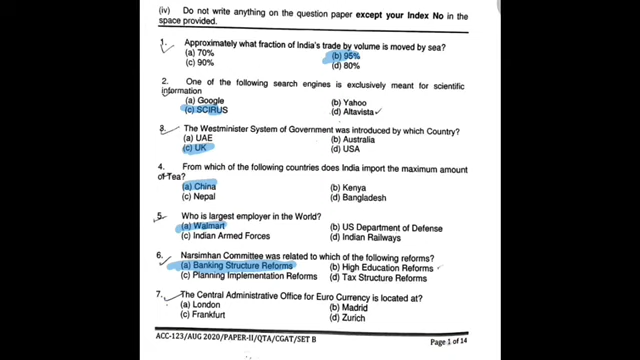 (iv) Do not write anything on the question paper except your Index No in the
space provided.
1. Approximately what fraction of India's trade by volume is moved by sea?
(a) 70% (b) 95%
(c) 90% (d) 80%
2. One of the following search engines is exclusively meant for scientific
information
(a) Google (b) Yahoo
(c) SCIRUS (d) Altavista
3. The Westminister System of Government was introduced by which Country?
(a) UAE (b) Australia
(c) UK (d) USA
4. From which of the following countries does India import the maximum amount
of Tea?
(a) China (b) Kenya
(c) Nepal (d) Bangladesh
5. Who is largest employer in the World?
(a) Walmart (b) US Department of Defense
(c) Indian Armed Forces (d) Indian Railways
6. Narsimhan Committee was related to which of the following reforms?
(a) Banking Structure Reforms (b) High Education Reforms
(c) Planning Implementation Reforms (d) Tax Structure Reforms
7. The Central Administrative Office for Euro Currency is located at?
(a) London (b) Madrid
(c) Frankfurt (d) Zurich
ACC-123/AUG 2020/PAPER-II/QTA/CGAT/SET B Page 1 of 14